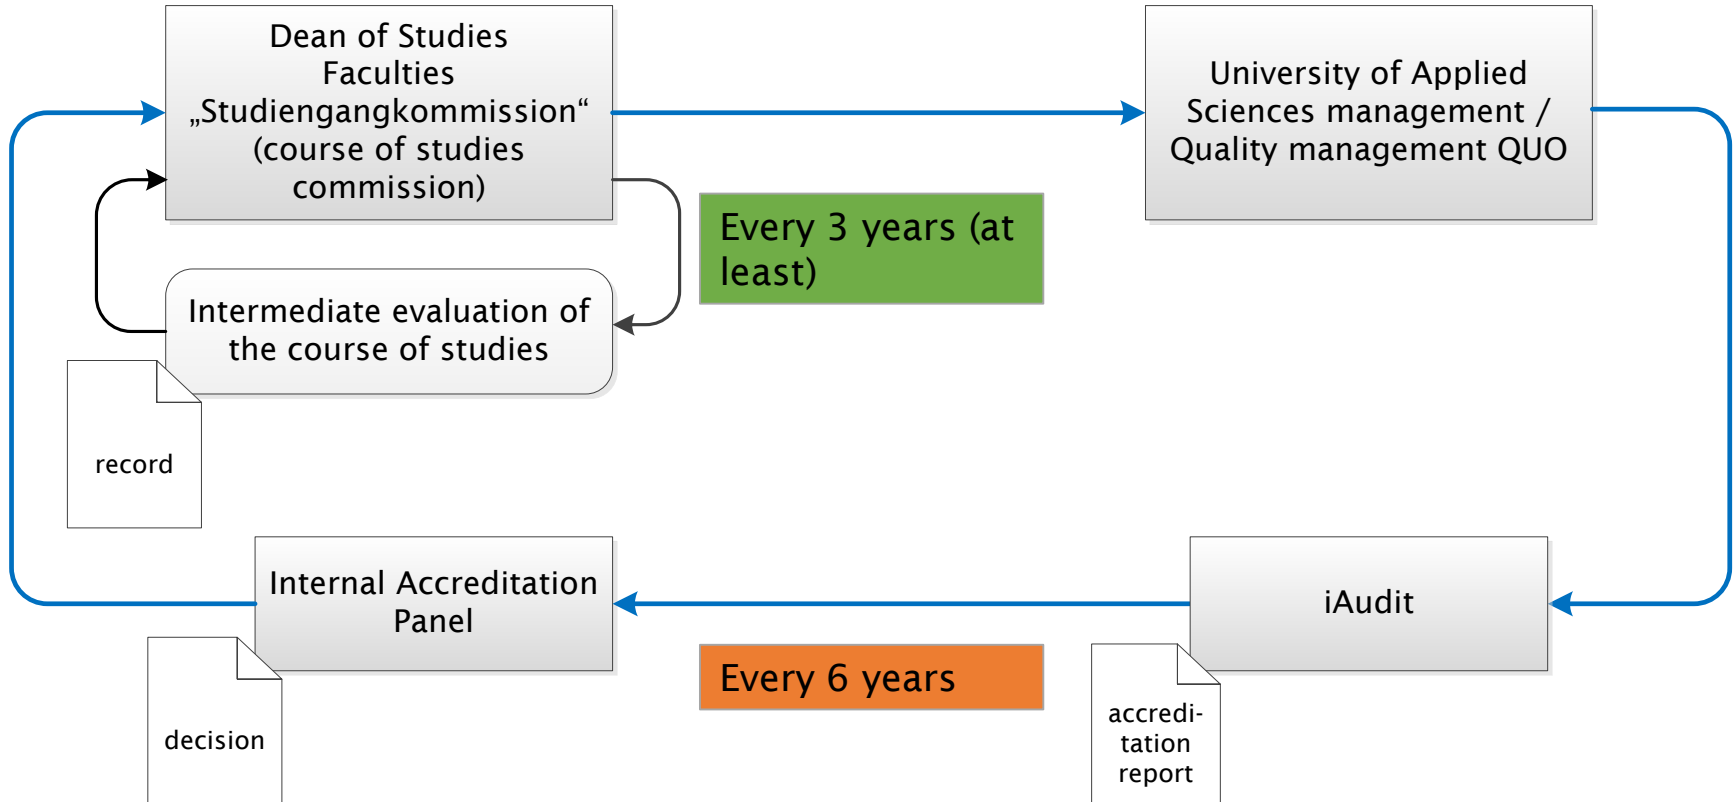 Dean of Studies
Faculties
„Studiengangkommission“
(course of studies
commission)
University of Applied
Sciences management /
Quality management QUO
Every 3 years (at
least)
Intermediate evaluation of
the course of studies
record
Internal Accreditation
Panel
iAudit
Every 6 years
decision
accredi-
tation
report